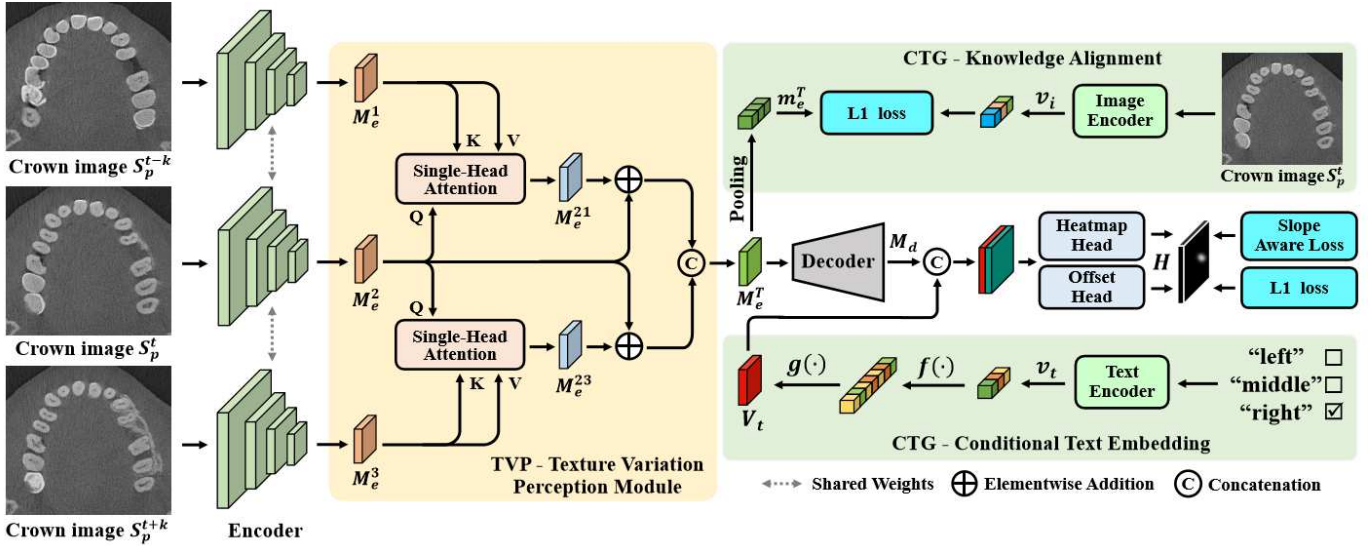 Crown image S_p^{t-k}
Crown image S_p^t
Crown image S_p^{t+k}
Encoder
M_e^1
M_e^2
M_e^3
K
V
Single-Head
Attention
Q
M_e^{21}
Q
Single-Head
Attention
K
V
M_e^{23}
C
TVP - Texture Variation
Perception Module
CTG - Knowledge Alignment
m_e^T
L1 loss
v_i
Image
Encoder
Crown image S_p^t
Pooling
M_e^T
Decoder
M_d
C
Heatmap
Head
Offset
Head
H
Slope
Aware Loss
L1 loss
V_t
g(·)
f(·)
v_t
Text
Encoder
“left” ☐
“middle” ☐
“right” ☑
CTG - Conditional Text Embedding
Shared Weights
Elementwise Addition
C Concatenation